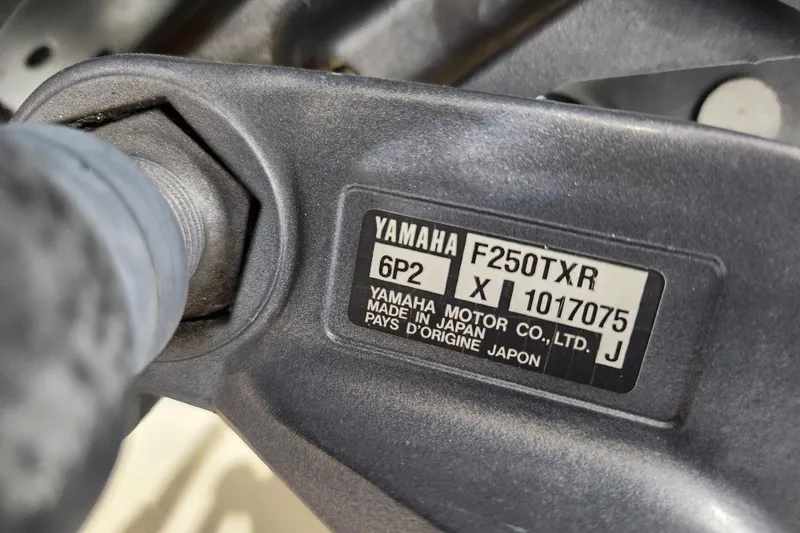 YAMAHA F250TXR
6P2 X 1017075
YAMAHA MOTOR CO., LTD. J
MADE IN JAPAN
PAYS D'ORIGINE JAPON